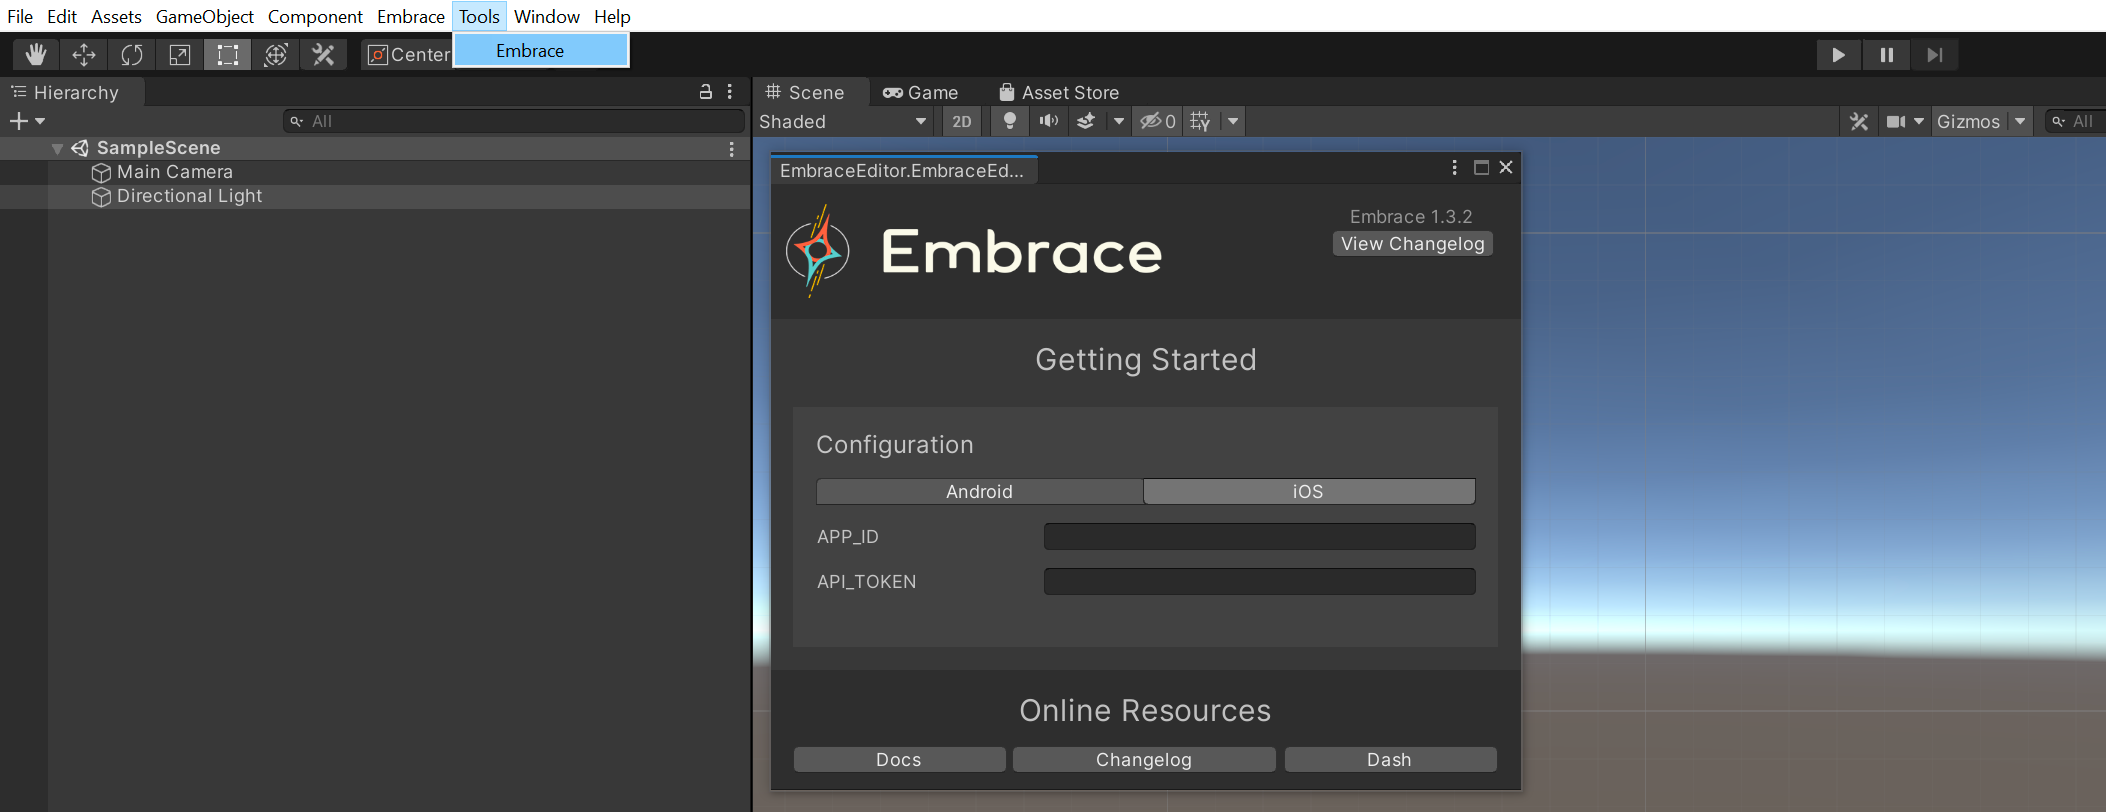 File Edit Assets GameObject Component Embrace Tools Window Help
Embrace
Center
Hierarchy
All
SampleScene
Main Camera
Directional Light
Scene Game Asset Store
Shaded 2D 0 Gizmos All
EmbraceEditor.EmbraceEd...
Embrace
Embrace 1.3.2
View Changelog
Getting Started
Configuration
Android iOS
APP_ID
API_TOKEN
Online Resources
Docs Changelog Dash